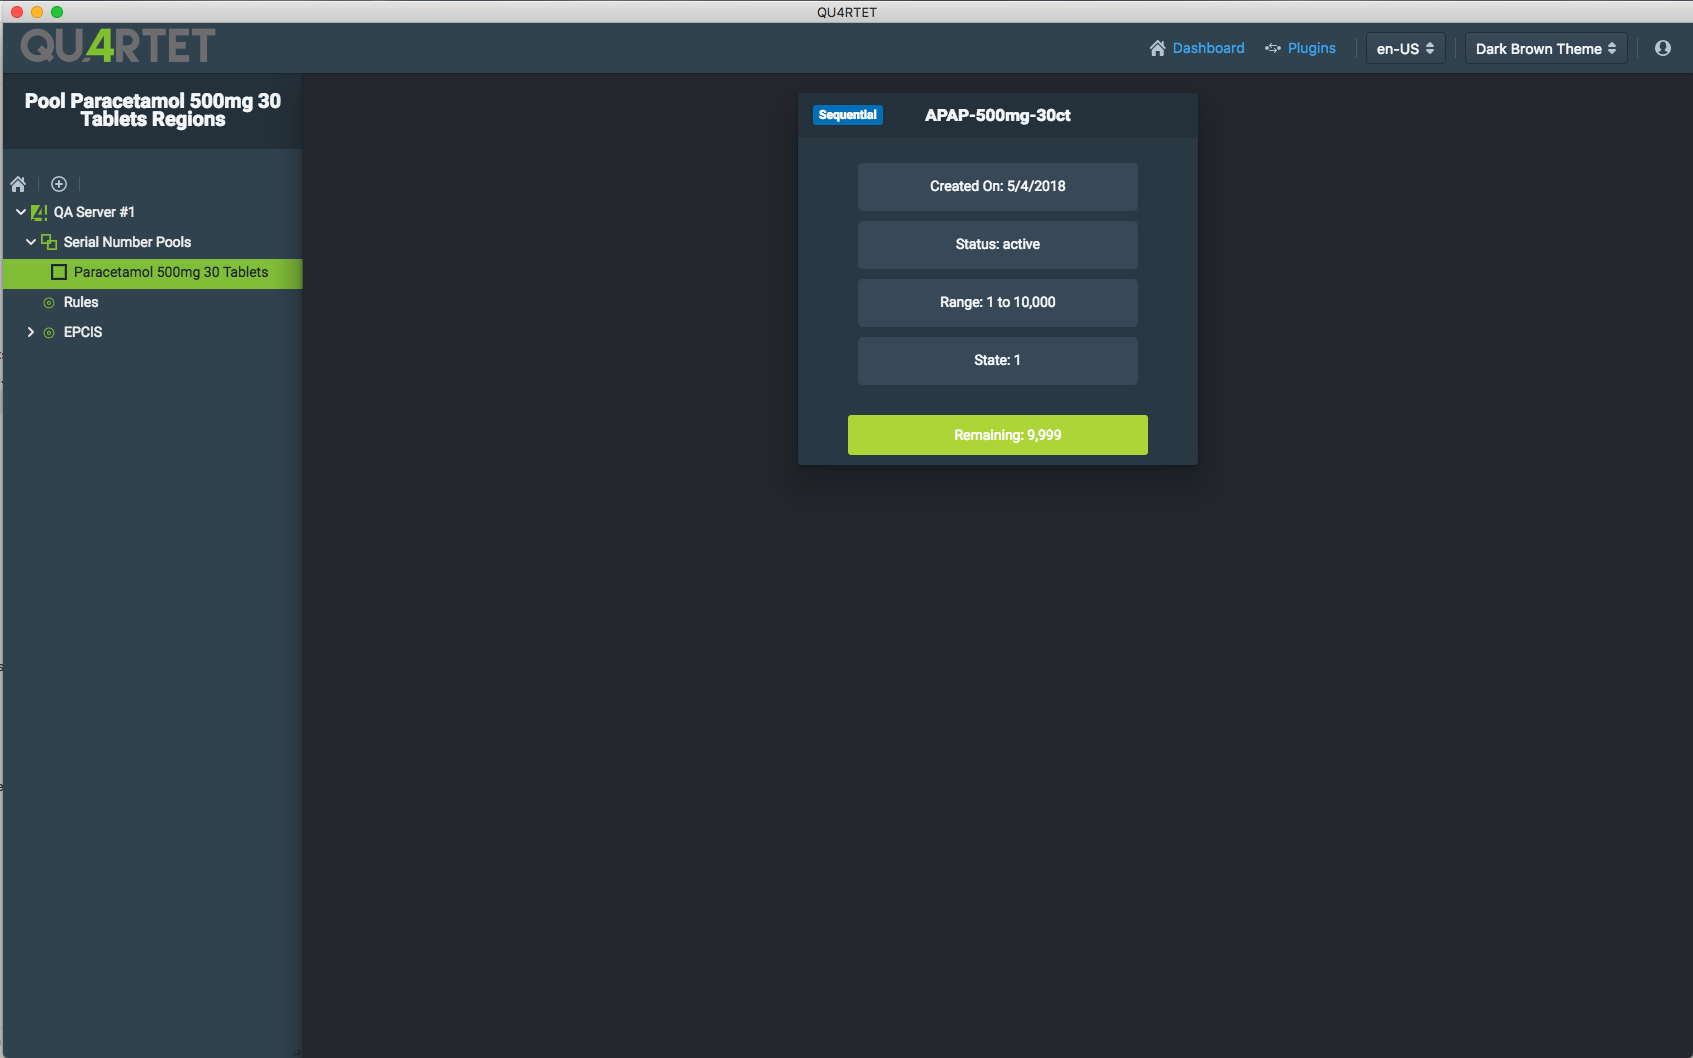 QU4RTET
QU4RTET
Dashboard
Plugins
en-US
Dark Brown Theme
Pool Paracetamol 500mg 30
Tablets Regions
QA Server #1
Serial Number Pools
Paracetamol 500mg 30 Tablets
Rules
EPCIS
Sequential
APAP-500mg-30ct
Created On: 5/4/2018
Status: active
Range: 1 to 10,000
State: 1
Remaining: 9,999